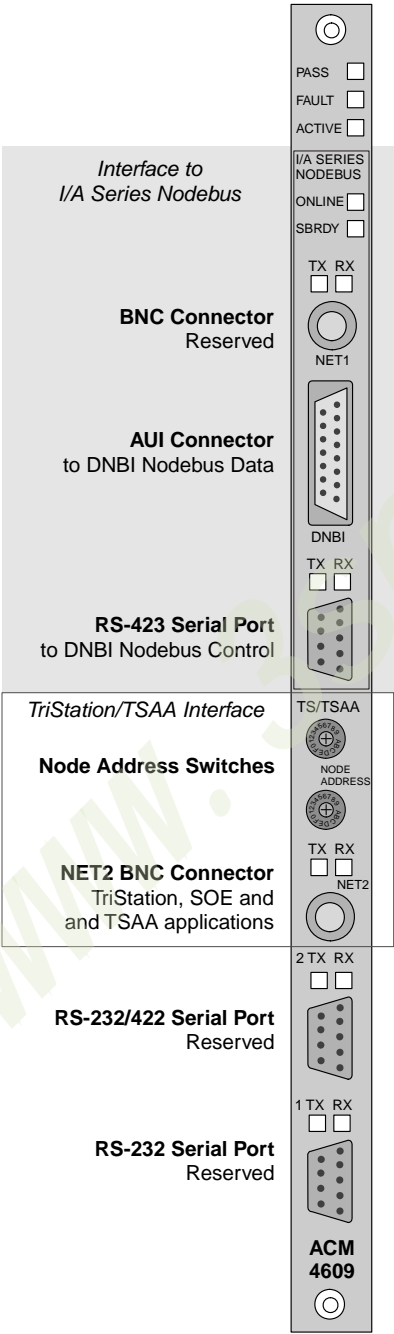 PASS
FAULT
ACTIVE
Interface to
I/A Series Nodebus
I/A SERIES
NODEBUS
ONLINE
SBRDY
TX RX
BNC Connector
Reserved
NET1
AUI Connector
to DNBI Nodebus Data
DNBI
TX RX
RS-423 Serial Port
to DNBI Nodebus Control
TriStation/TSAA Interface
TS/TSAA
Node Address Switches
NODE
ADDRESS
TX RX
NET2 BNC Connector
NET2
TriStation, SOE and
and TSAA applications
2 TX RX
RS-232/422 Serial Port
Reserved
1 TX RX
RS-232 Serial Port
Reserved
ACM
4609